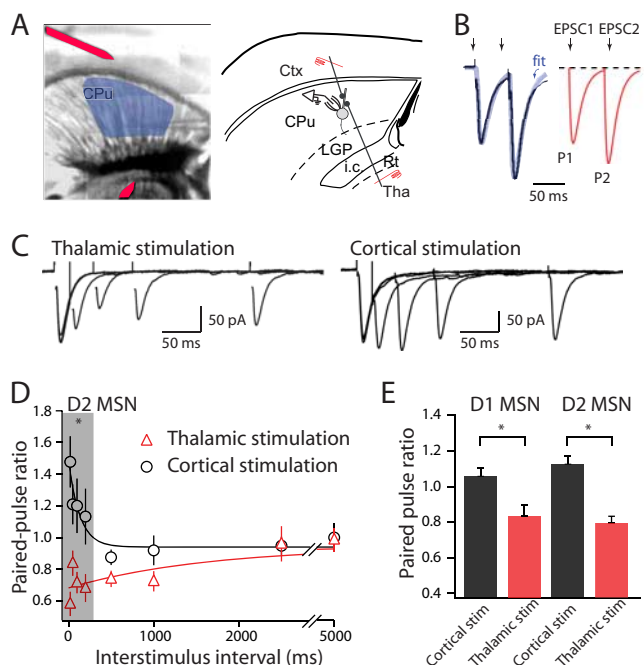 A
CPu
Ctx
CPu
LGP
i.c.
Rt
Tha
B
EPSC1 EPSC2
fit
P1
P2
50 ms
C
Thalamic stimulation
50 pA
50 ms
Cortical stimulation
50 pA
50 ms
D
D2 MSN
*
Thalamic stimulation
Cortical stimulation
Paired-pulse ratio
1.8
1.6
1.4
1.2
1.0
0.8
0.6
0 1000 2000 5000
Interstimulus interval (ms)
E
D1 MSN D2 MSN
* *
Paired pulse ratio
1.4
1.2
1.0
0.8
0.6
0.4
Cortical stim
Thalamic stim
Cortical stim
Thalamic stim